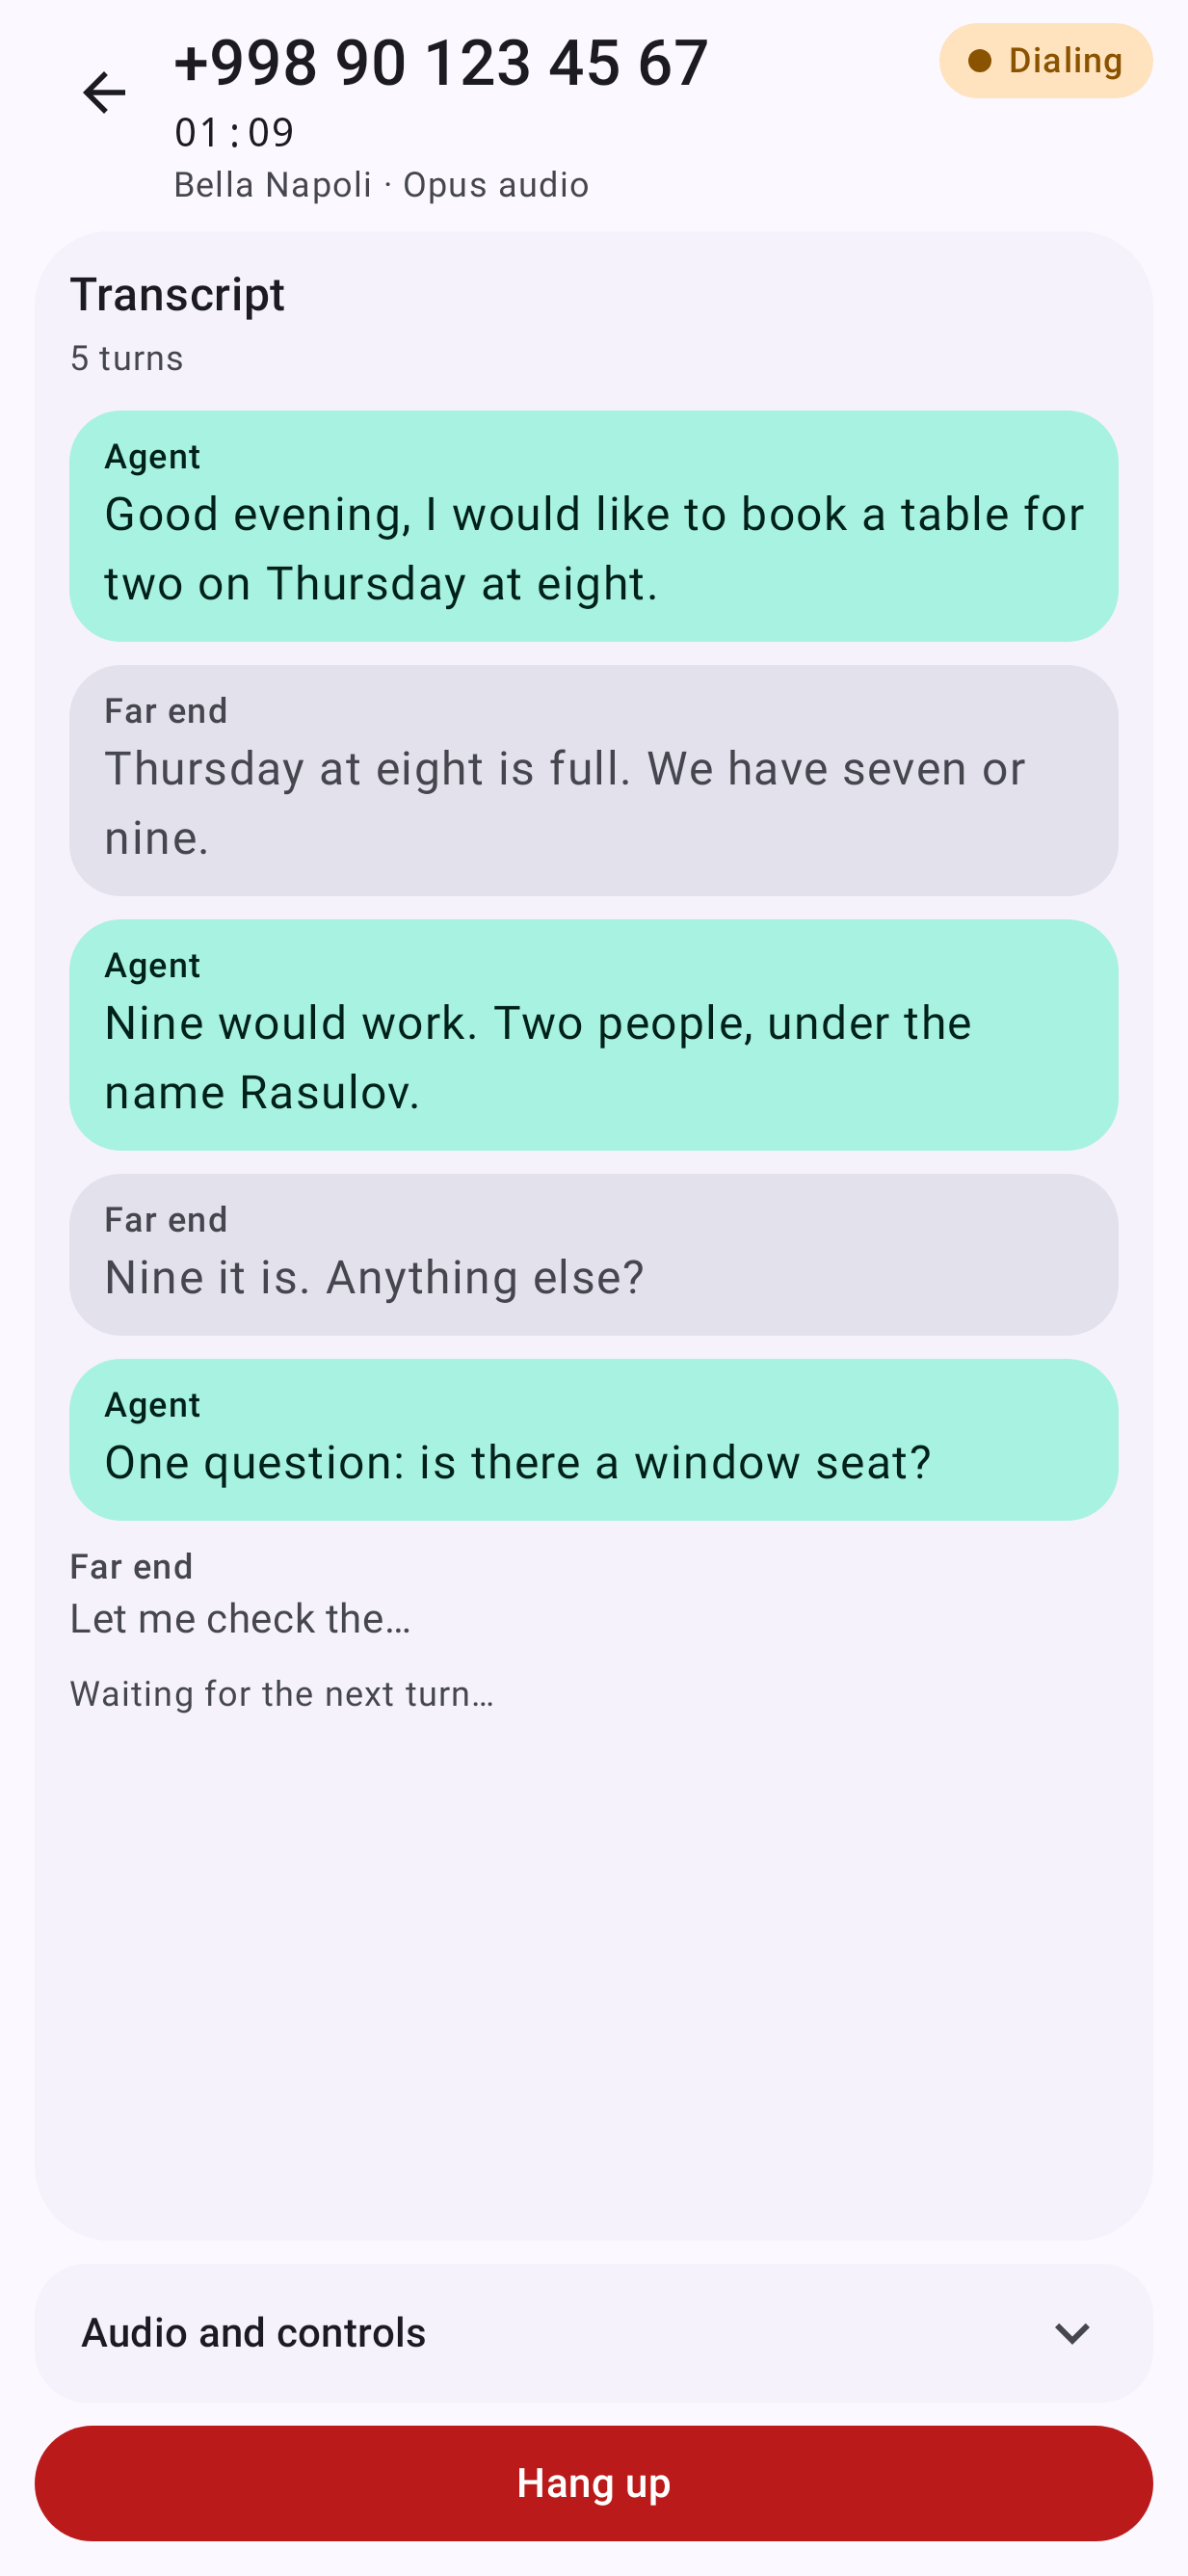 +998 90 123 45 67
Dialing
01:09
Bella Napoli · Opus audio
Transcript
5 turns
Agent
Good evening, I would like to book a table for
two on Thursday at eight.
Far end
Thursday at eight is full. We have seven or
nine.
Agent
Nine would work. Two people, under the
name Rasulov.
Far end
Nine it is. Anything else?
Agent
One question: is there a window seat?
Far end
Let me check the…
Waiting for the next turn…
Audio and controls
Hang up